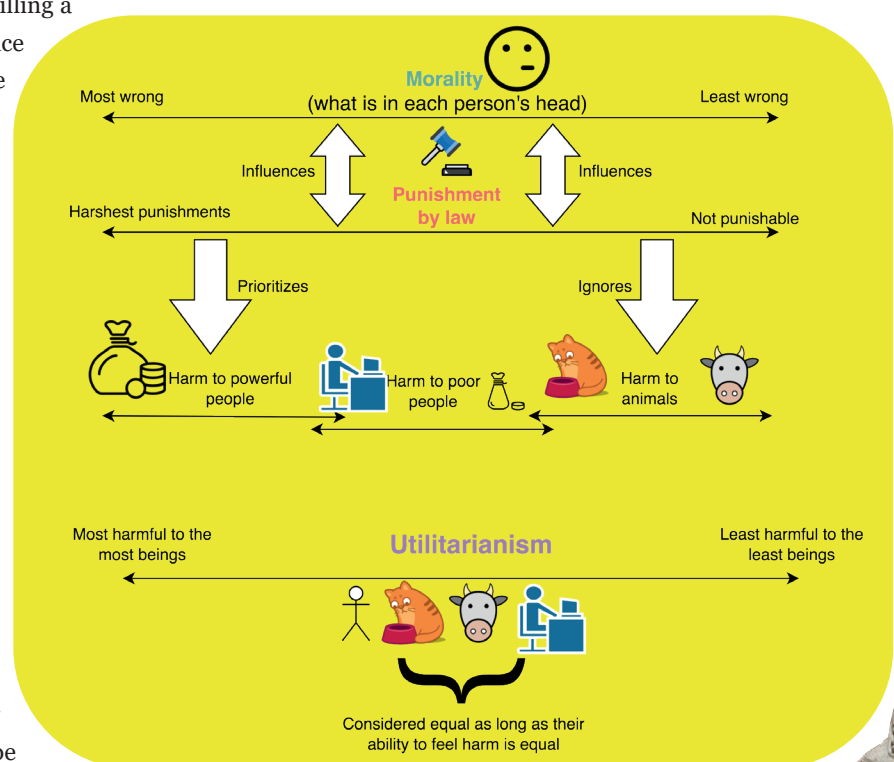 illing a
ce
e
Morality
(what is in each person's head)
Most wrong
Least wrong
Influences
Influences
Punishment
by law
Harshest punishments
Not punishable
Prioritizes
Ignores
Harm to powerful
people
Harm to poor
people
Harm to
animals
Most harmful to the
most beings
Utilitarianism
Least harmful to the
least beings
Considered equal as long as their
ability to feel harm is equal
be